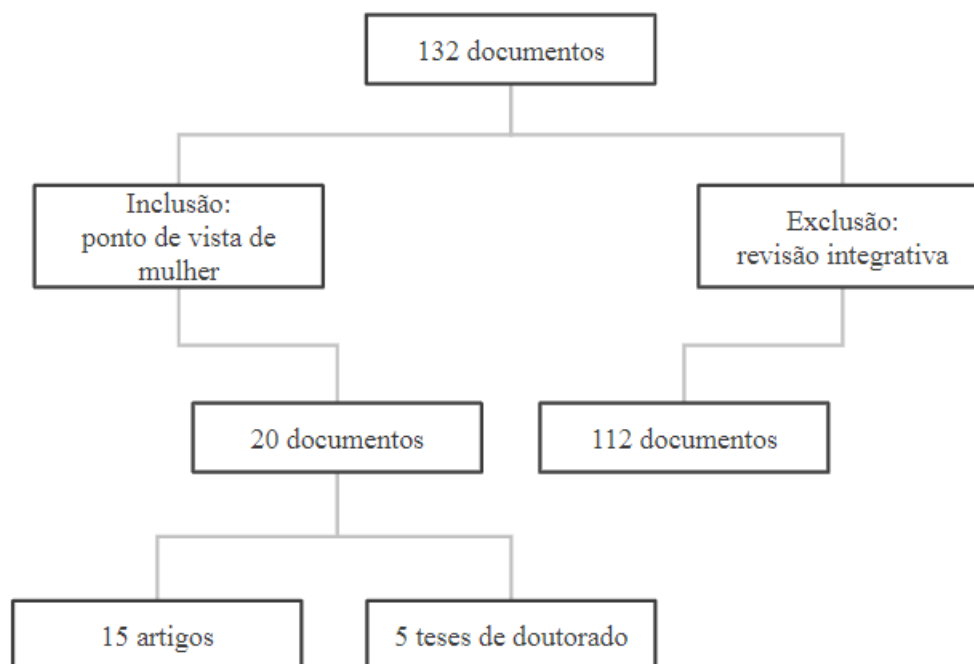 132 documentos
Inclusão:
ponto de vista de
mulher
Exclusão:
revisão integrativa
20 documentos
112 documentos
15 artigos
5 teses de doutorado